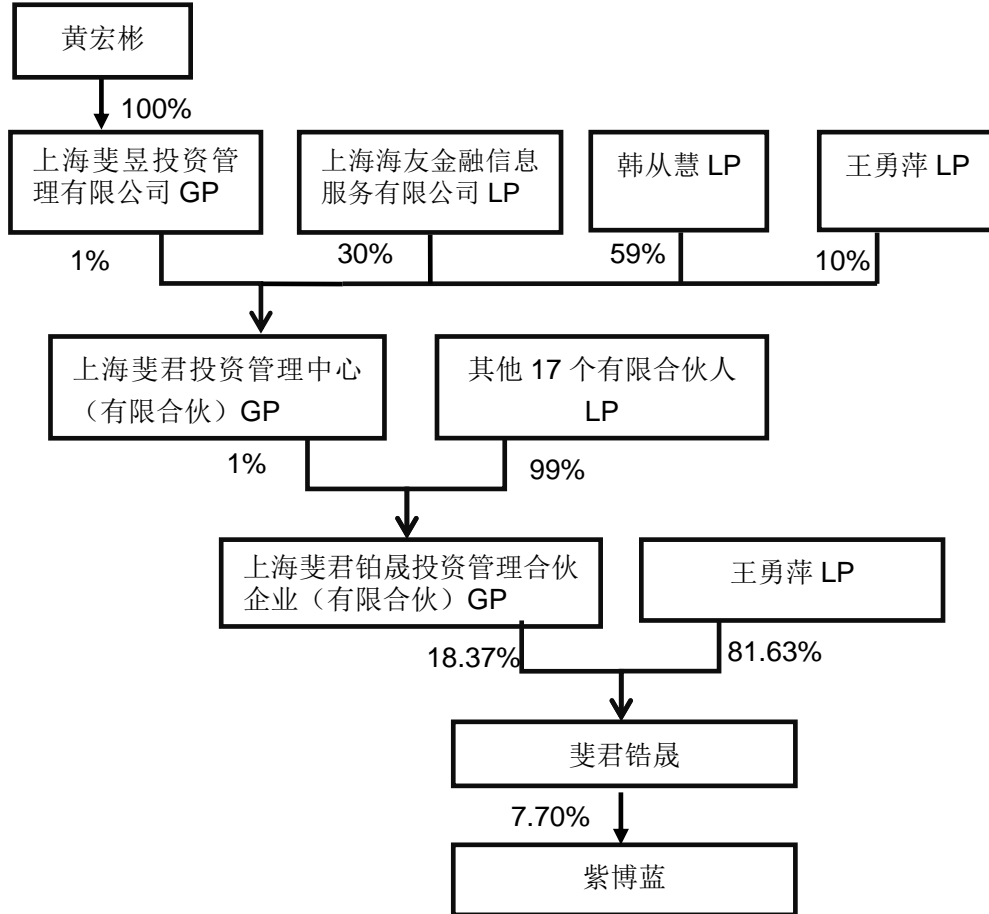 黄宏彬
100%
上海斐昱投资管
理有限公司 GP
上海海友金融信息
服务有限公司 LP
韩从慧 LP
王勇萍 LP
1%
30%
59%
10%
上海斐君投资管理中心
（有限合伙）GP
其他 17 个有限合伙人
LP
1%
99%
上海斐君铂晟投资管理合伙
企业（有限合伙）GP
王勇萍 LP
18.37%
81.63%
斐君锆晟
7.70%
紫博蓝